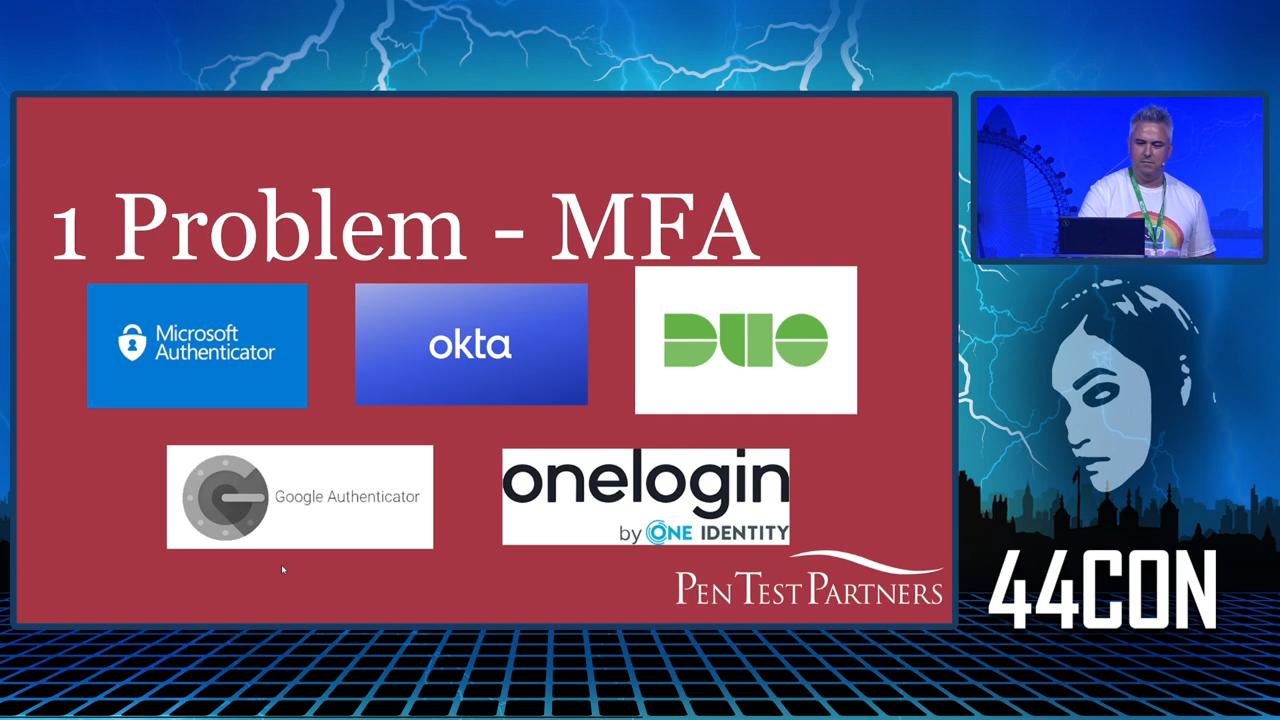 1 Problem - MFA
Microsoft
Authenticator
okta
DUO
Google Authenticator
onelogin
by ONE IDENTITY
PEN TEST PARTNERS
44CON